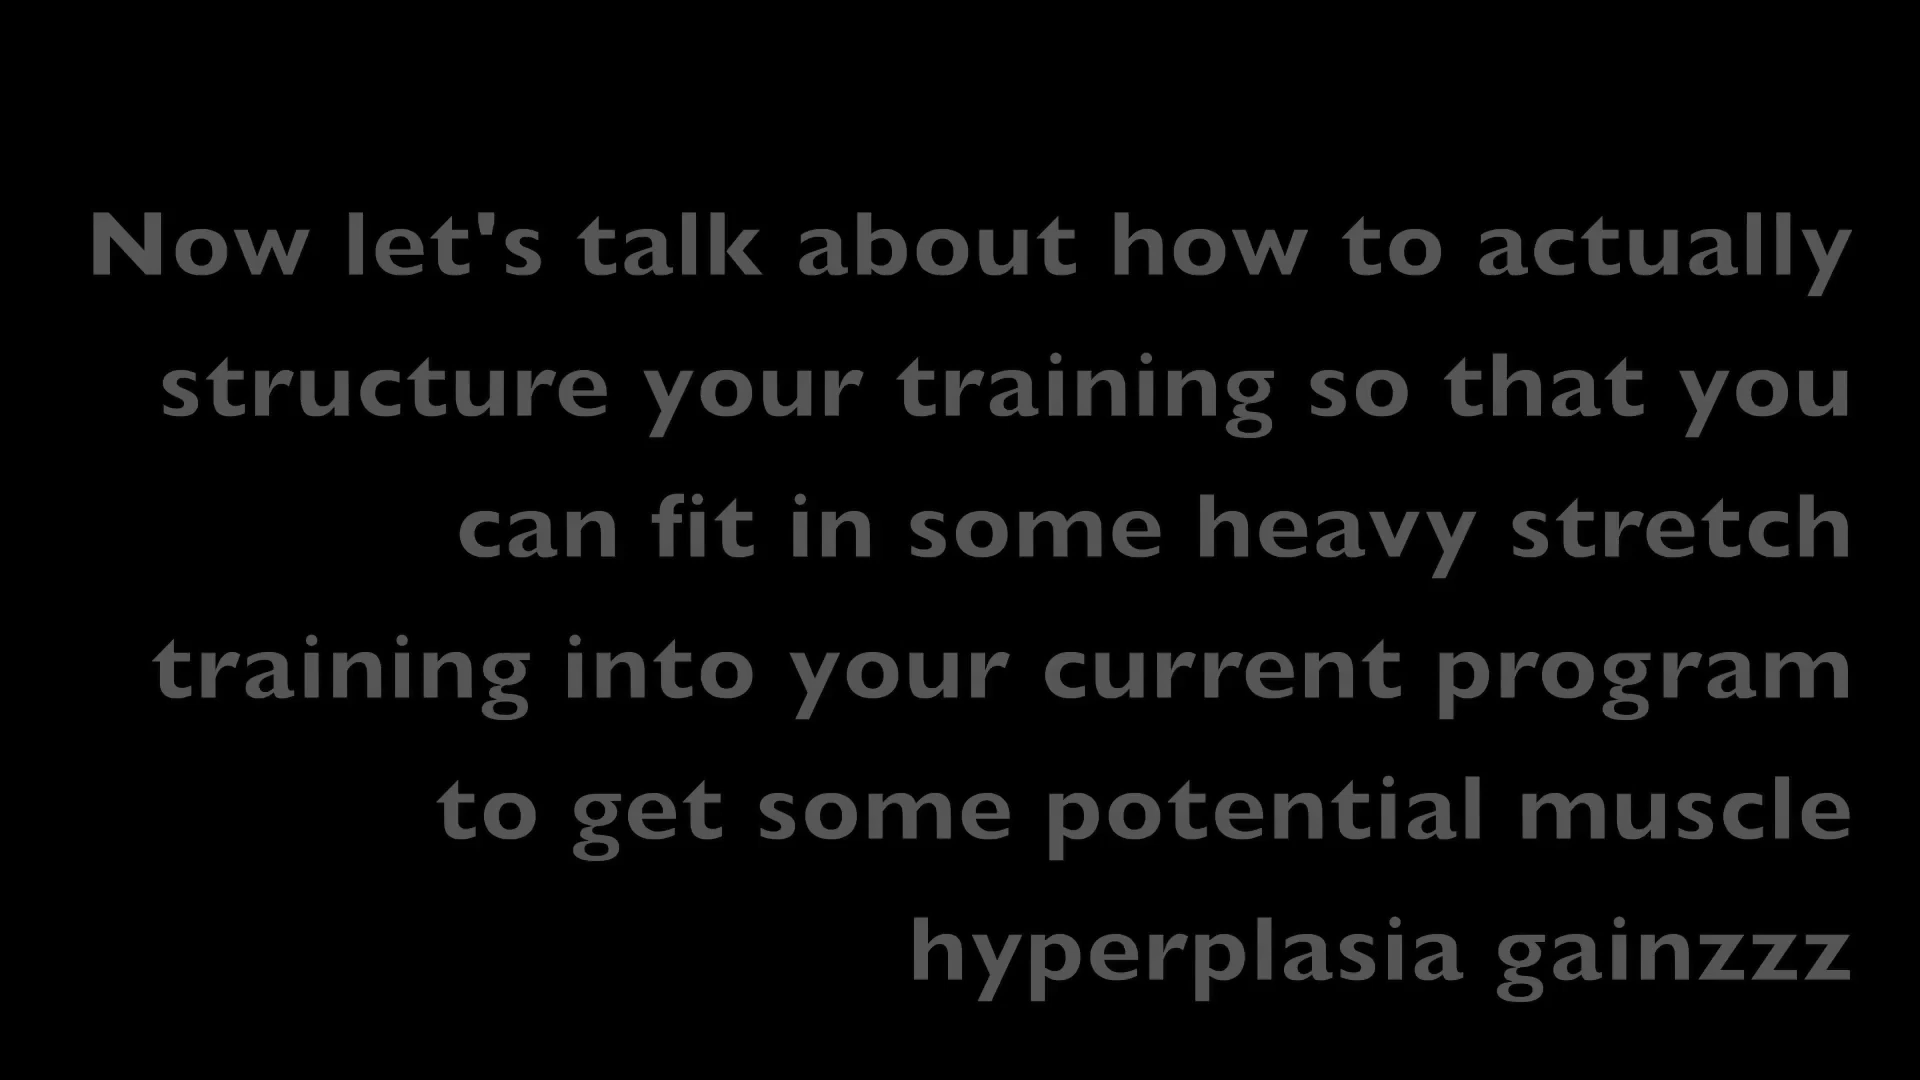 Now let's talk about how to actually
structure your training so that you
can fit in some heavy stretch
training into your current program
to get some potential muscle
hyperplasia gainzzz